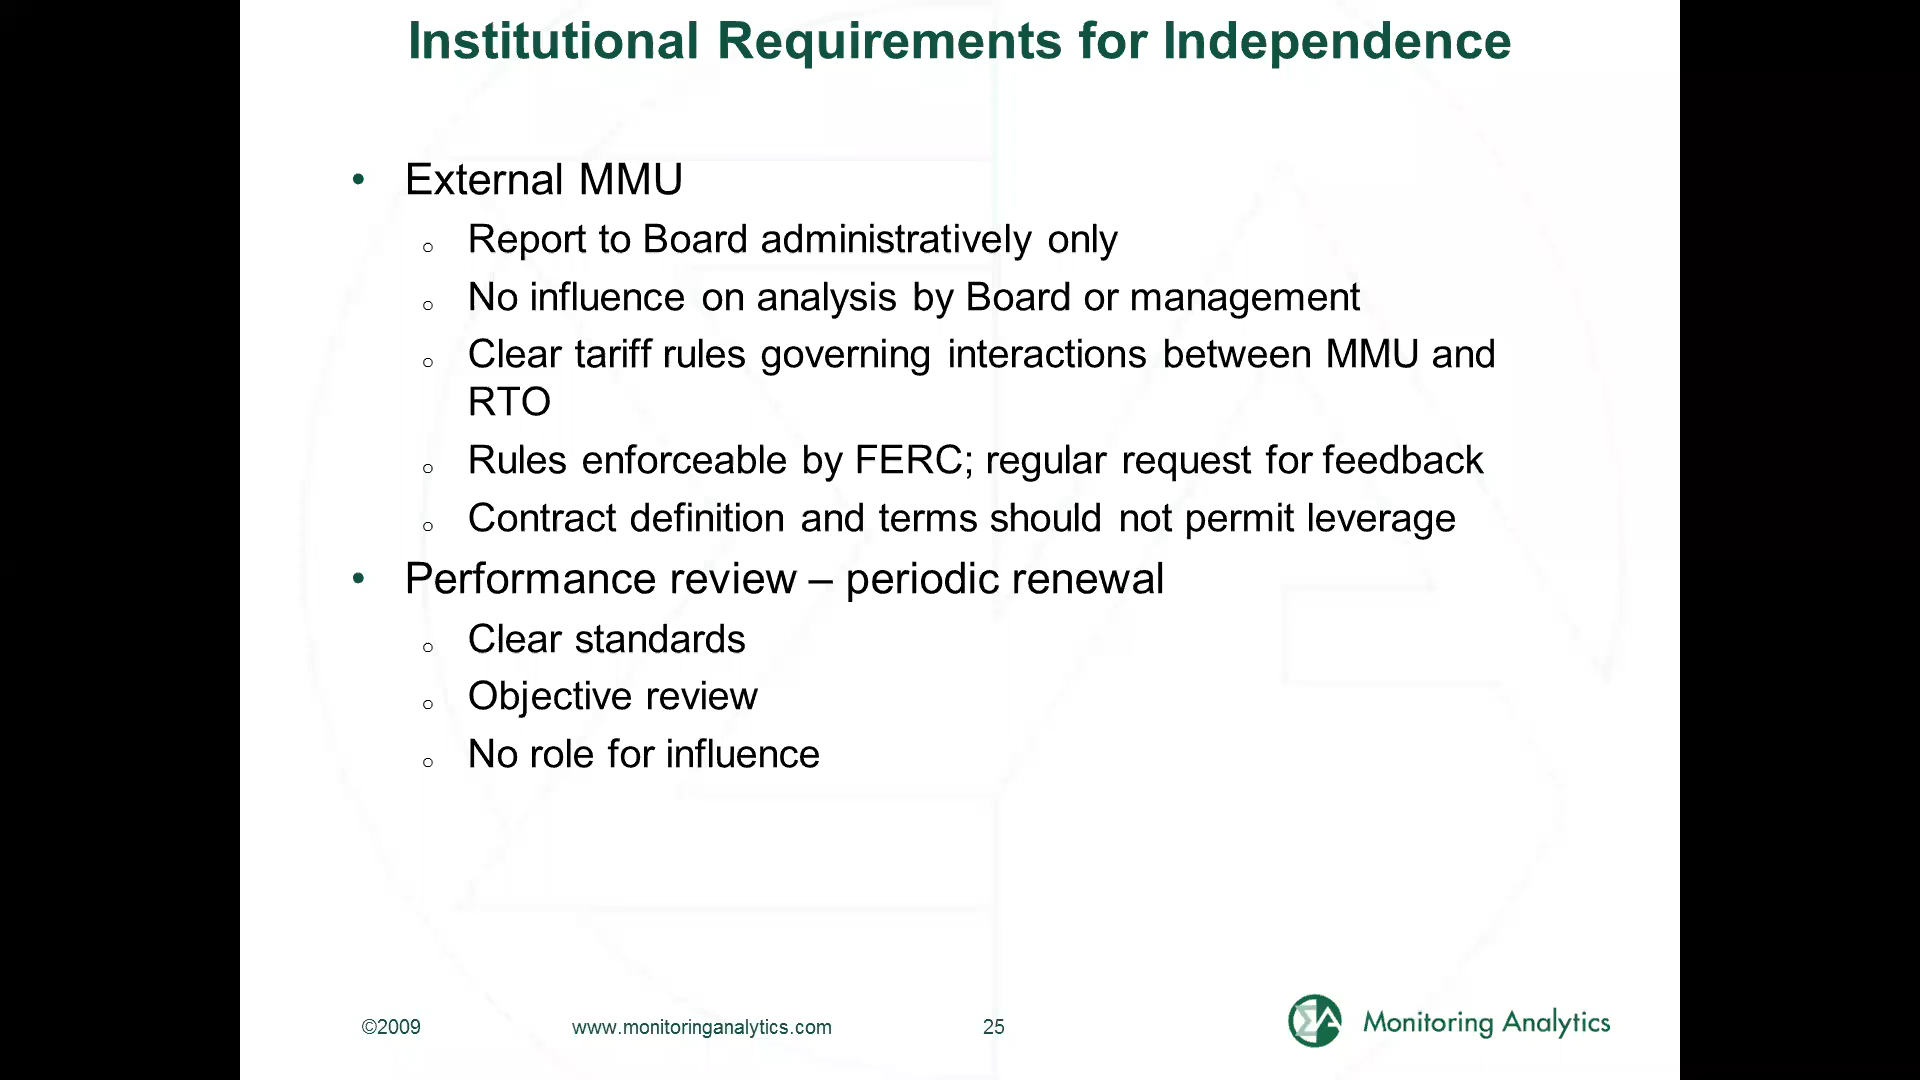 Institutional Requirements for Independence
• External MMU
○ Report to Board administratively only
○ No influence on analysis by Board or management
○ Clear tariff rules governing interactions between MMU and
RTO
○ Rules enforceable by FERC; regular request for feedback
○ Contract definition and terms should not permit leverage
• Performance review – periodic renewal
○ Clear standards
○ Objective review
○ No role for influence
©2009 www.monitoringanalytics.com 25 Monitoring Analytics